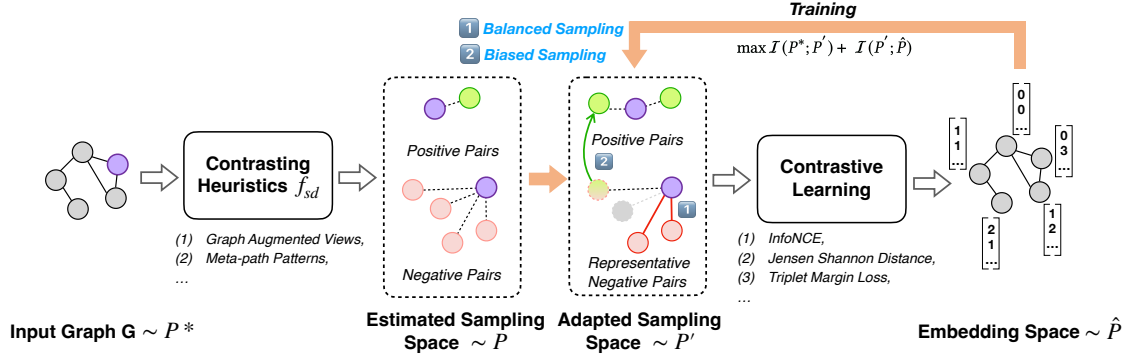 Training
1 Balanced Sampling
2 Biased Sampling
max I(P*; P′) + I(P′; P̂)
Contrasting
Heuristics f_sd
(1) Graph Augmented Views,
(2) Meta-path Patterns,
...
Positive Pairs
Negative Pairs
Positive Pairs
2
1
Representative
Negative Pairs
Contrastive
Learning
(1) InfoNCE,
(2) Jensen Shannon Distance,
(3) Triplet Margin Loss,
...
0
0
...
1
1
...
0
3
...
2
1
...
1
2
...
Input Graph G ~ P *
Estimated Sampling
Space ~ P
Adapted Sampling
Space ~ P′
Embedding Space ~ P̂